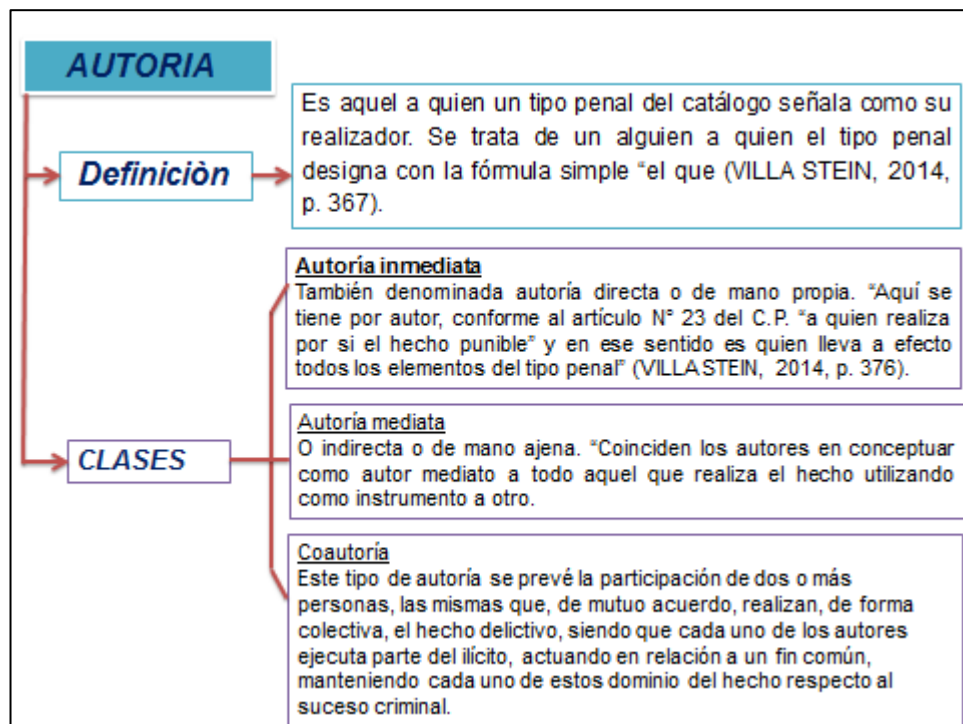 AUTORIA
Definiciòn
Es aquel a quien un tipo penal del catálogo señala como su
realizador. Se trata de un alguien a quien el tipo penal
designa con la fórmula simple “el que (VILLA STEIN, 2014,
p. 367).
CLASES
Autoría inmediata
También denominada autoría directa o de mano propia. “Aquí se
tiene por autor, conforme al artículo N° 23 del C.P. “a quien realiza
por si el hecho punible” y en ese sentido es quien lleva a efecto
todos los elementos del tipo penal” (VILLA STEIN, 2014, p. 376).
Autoría mediata
O indirecta o de mano ajena. “Coinciden los autores en conceptuar
como autor mediato a todo aquel que realiza el hecho utilizando
como instrumento a otro.
Coautoría
Este tipo de autoría se prevé la participación de dos o más
personas, las mismas que, de mutuo acuerdo, realizan, de forma
colectiva, el hecho delictivo, siendo que cada uno de los autores
ejecuta parte del ilícito, actuando en relación a un fin común,
manteniendo cada uno de estos dominio del hecho respecto al
suceso criminal.